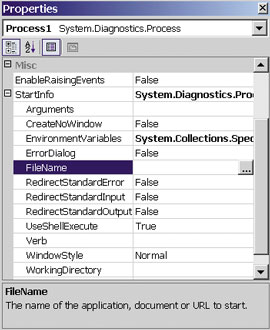 Properties
Process1 System.Diagnostics.Process
Misc
EnableRaisingEvents False
StartInfo System.Diagnostics.Pro
Arguments
CreateNoWindow False
EnvironmentVariables System.Collections.Spec
ErrorDialog False
FileName ...
RedirectStandardError False
RedirectStandardInput False
RedirectStandardOutput False
UseShellExecute True
Verb
WindowStyle Normal
WorkingDirectory
FileName
The name of the application, document or URL to start.